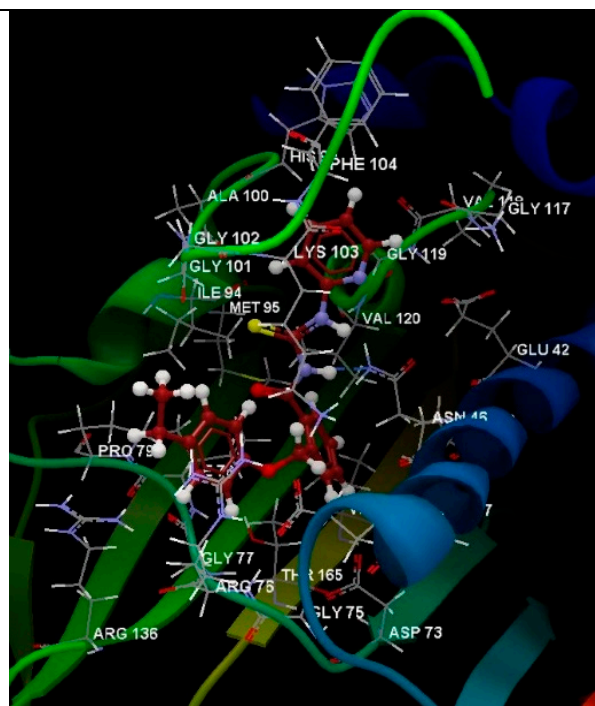 PHE 104
ALA 100
GLY 117
GLY 102
LYS 103
GLY 119
GLY 101
ILE 94
MET 95
VAL 120
GLU 42
ASN 46
PRO 79
GLY 77
ARG 76
THR 165
GLY 75
ARG 136
ASP 73